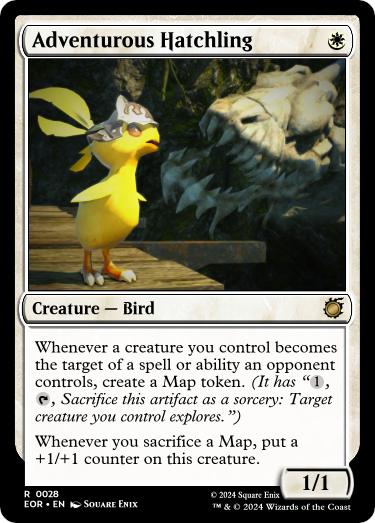 Adventurous Hatchling
Creature — Bird
Whenever a creature you control becomes
the target of a spell or ability an opponent
controls, create a Map token. (It has “1,
T, Sacrifice this artifact as a sorcery: Target
creature you control explores.”)
Whenever you sacrifice a Map, put a
+1/+1 counter on this creature.
1/1
R 0028
EOR • EN SQUARE ENIX
© 2024 Square Enix
™ & © 2024 Wizards of the Coast